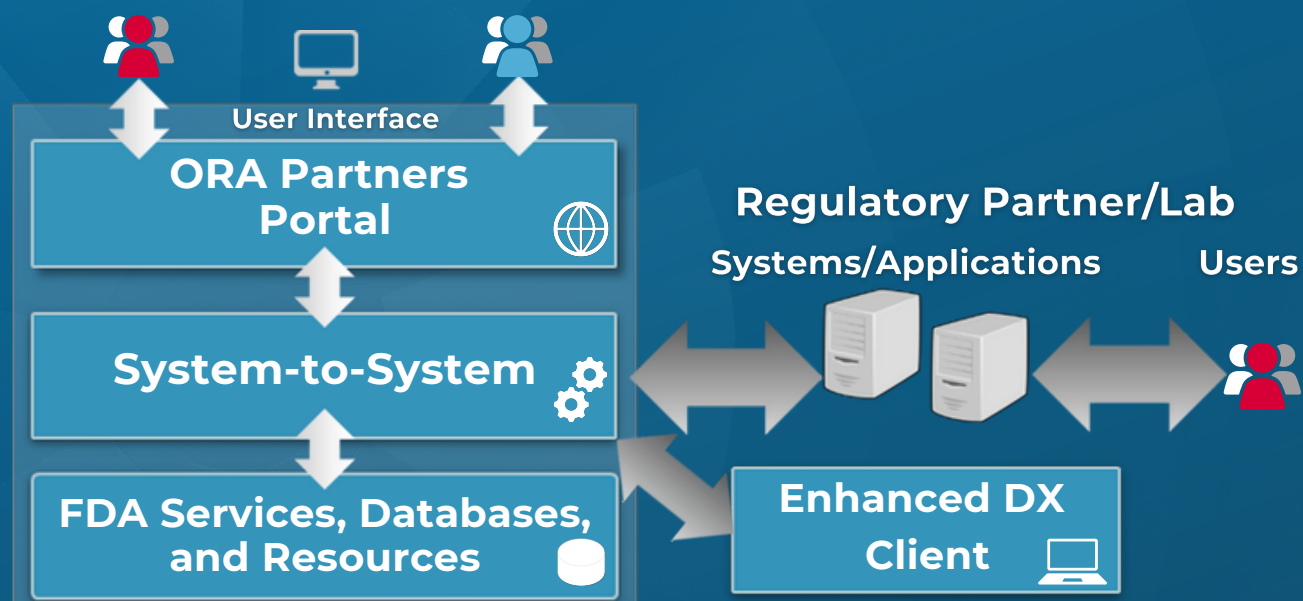 User Interface
ORA Partners
Portal
System-to-System
FDA Services, Databases,
and Resources
Regulatory Partner/Lab
Systems/Applications
Users
Enhanced DX
Client